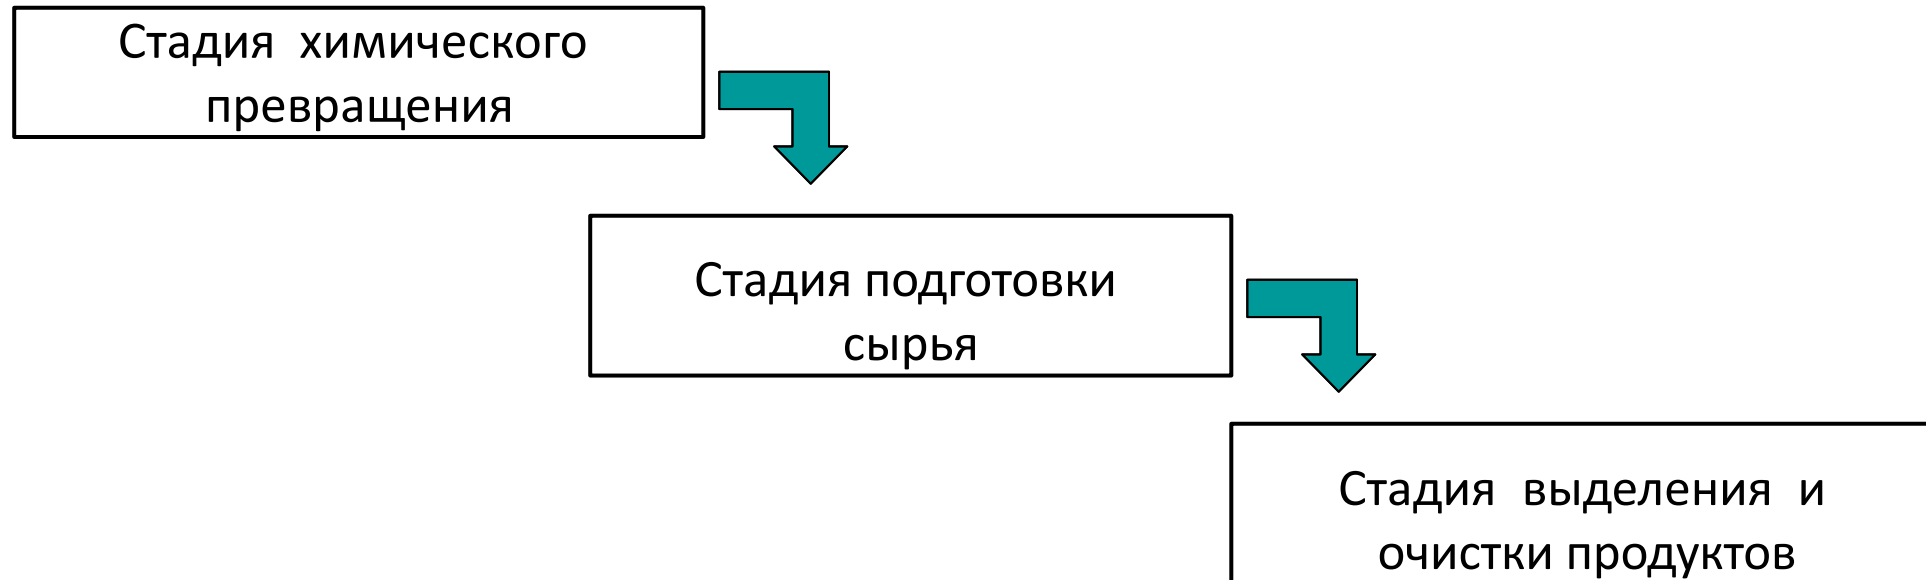 Стадия химического
превращения
Стадия подготовки
сырья
Стадия выделения и
очистки продуктов